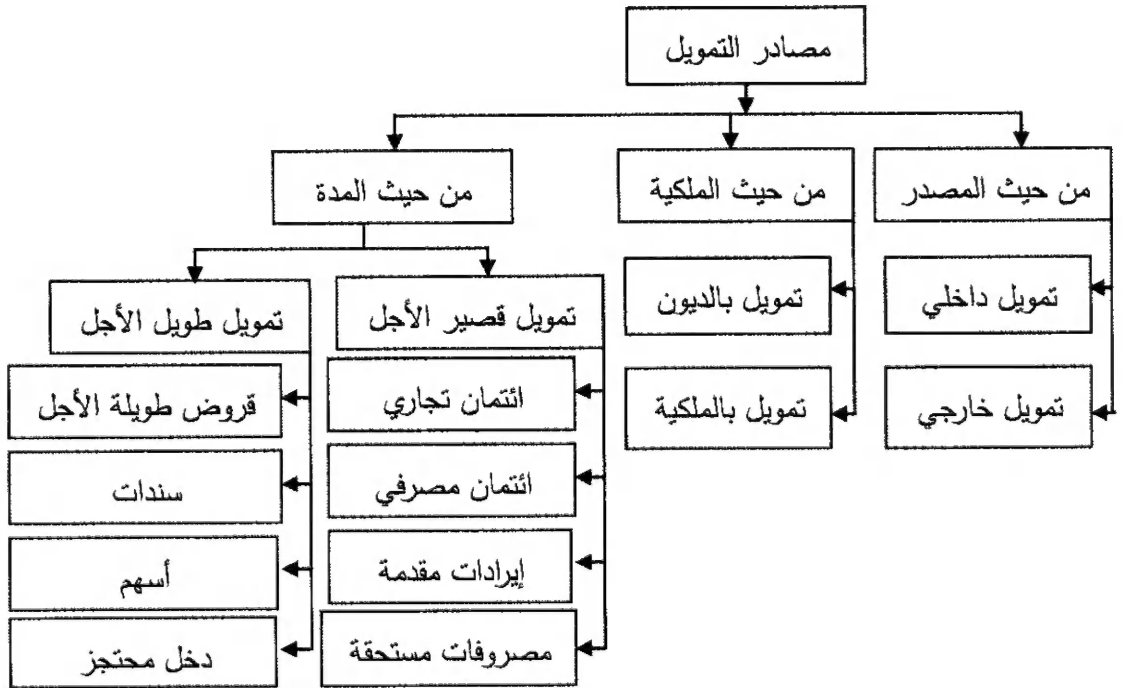 مصادر التمويل
من حيث المصدر
من حيث الملكية
من حيث المدة
تمويل داخلي
تمويل خارجي
تمويل بالديون
تمويل بالملكية
تمويل قصير الأجل
ائتمان تجاري
ائتمان مصرفي
إيرادات مقدمة
مصروفات مستحقة
تمويل طويل الأجل
قروض طويلة الأجل
سندات
أسهم
دخل محتجز